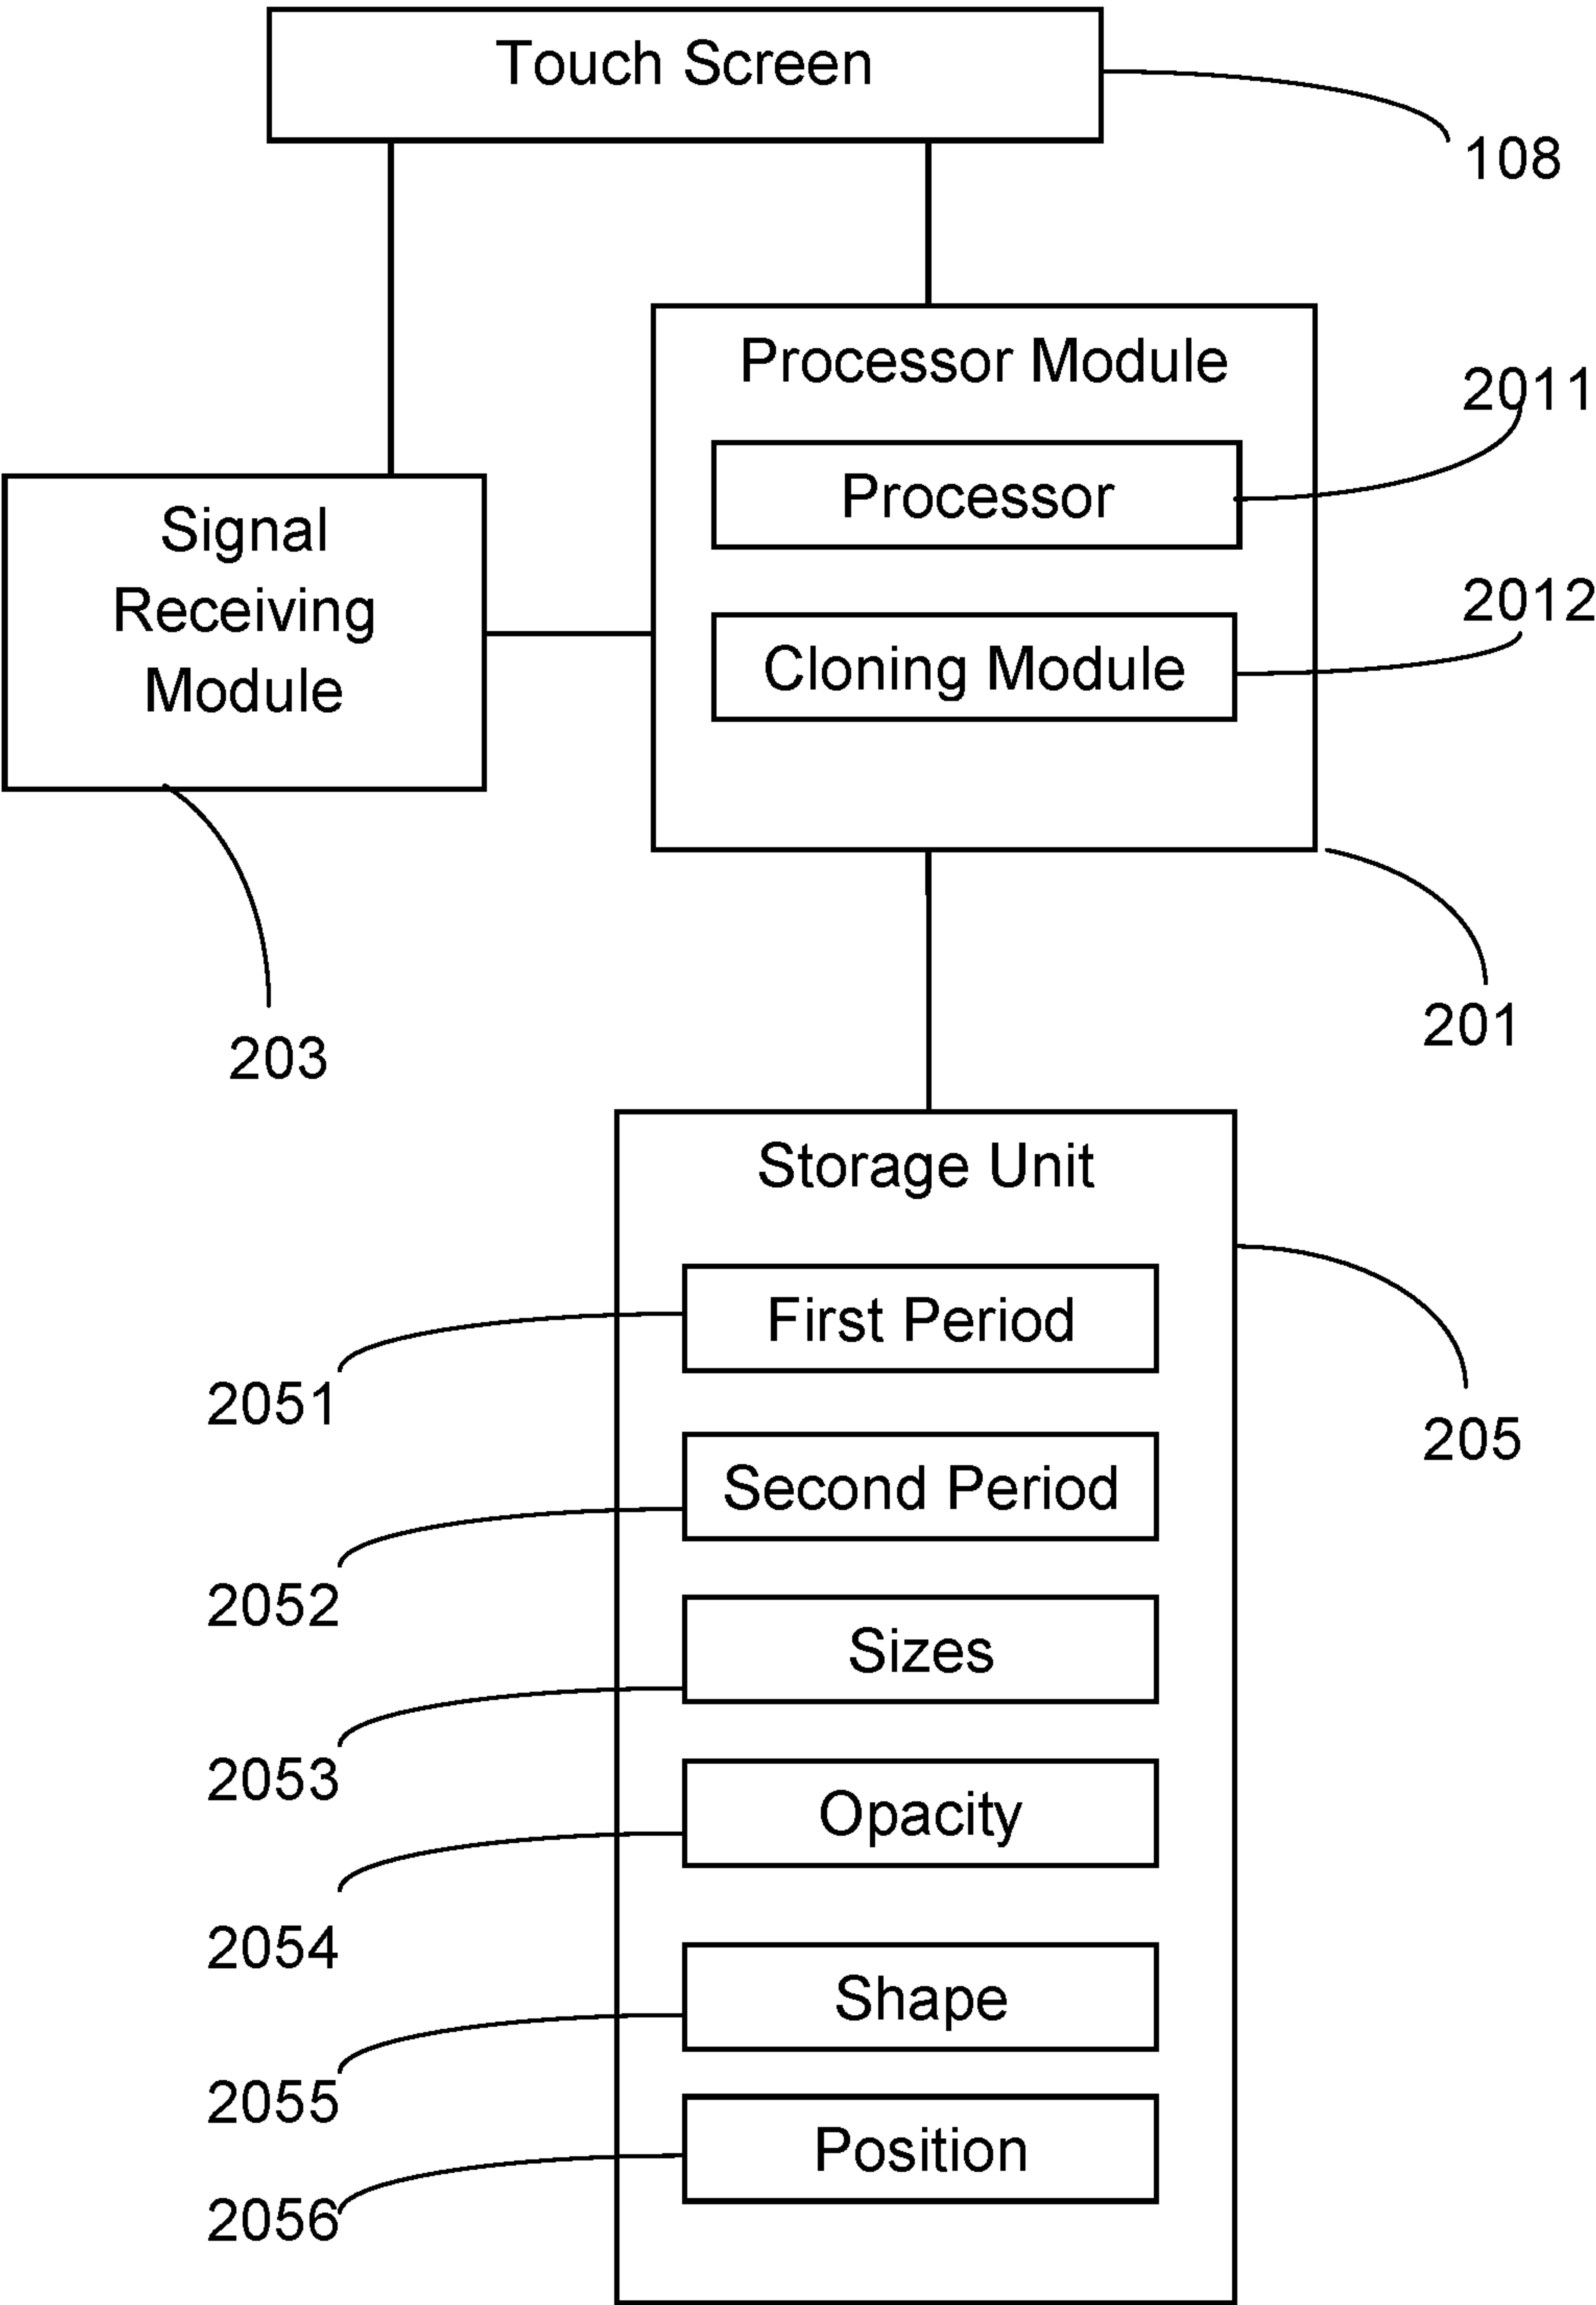 Touch Screen
108
Processor Module
2011
Processor
Signal
Receiving
Module
2012
Cloning Module
201
203
Storage Unit
First Period
2051
205
Second Period
2052
Sizes
2053
Opacity
2054
Shape
2055
Position
2056